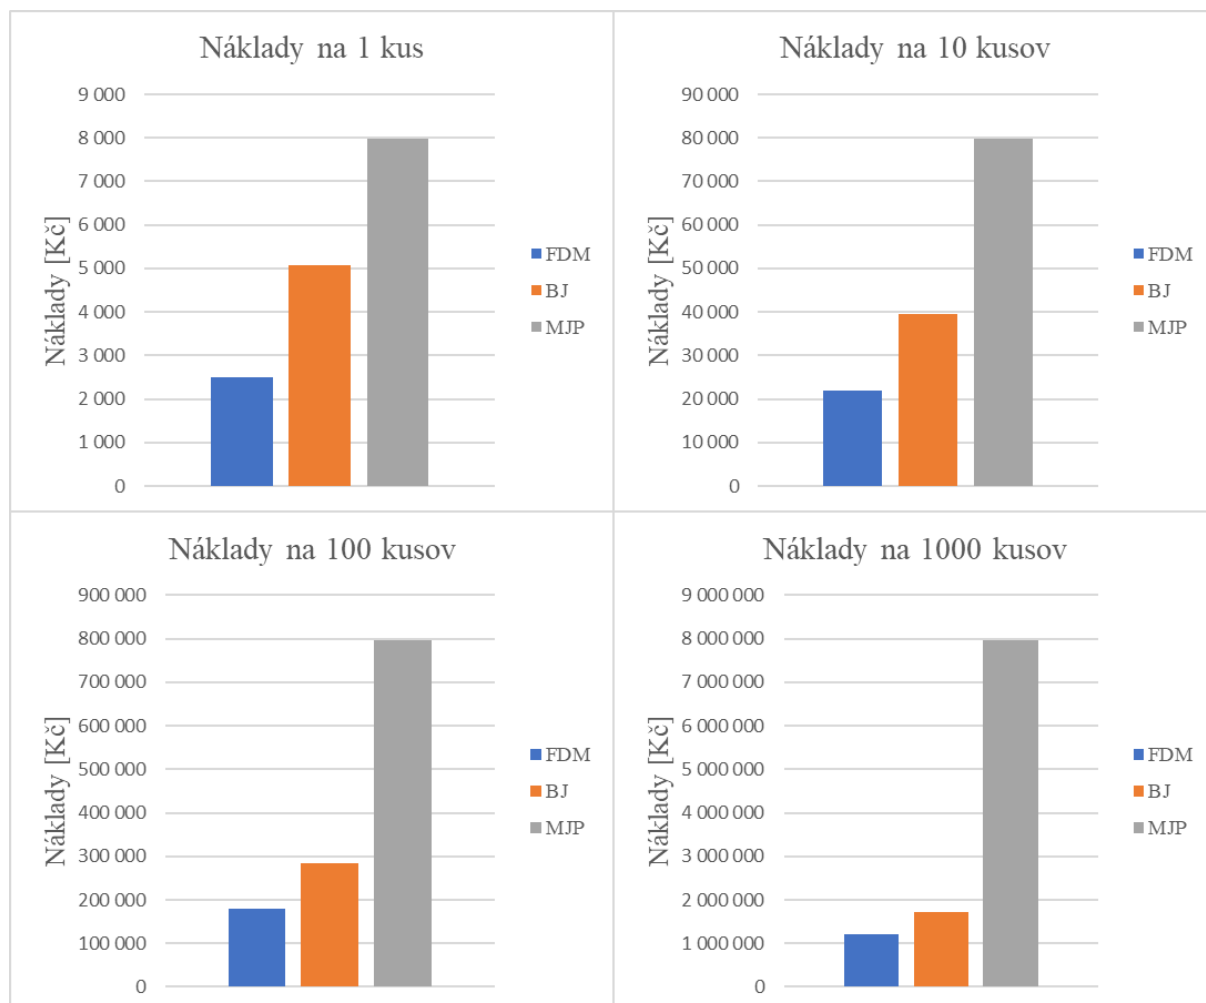 Náklady na 1 kus
9 000
8 000
7 000
6 000
5 000
4 000
3 000
2 000
1 000
0
Náklady [Kč]
FDM
BJ
MJP
Náklady na 10 kusov
90 000
80 000
70 000
60 000
50 000
40 000
30 000
20 000
10 000
0
Náklady [Kč]
FDM
BJ
MJP
Náklady na 100 kusov
900 000
800 000
700 000
600 000
500 000
400 000
300 000
200 000
100 000
0
Náklady [Kč]
FDM
BJ
MJP
Náklady na 1000 kusov
9 000 000
8 000 000
7 000 000
6 000 000
5 000 000
4 000 000
3 000 000
2 000 000
1 000 000
0
Náklady [Kč]
FDM
BJ
MJP